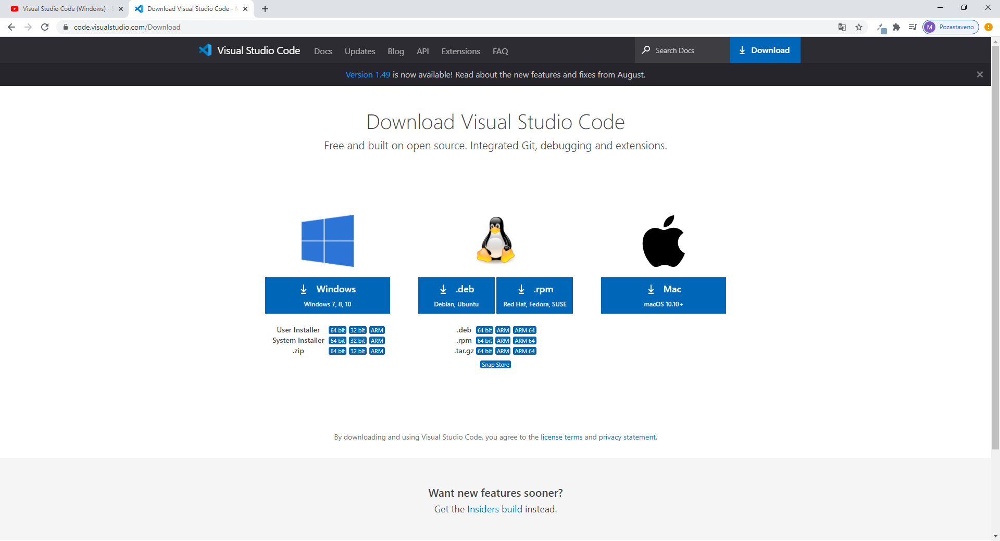 Visual Studio Code (Windows) -
Download Visual Studio Code -
code.visualstudio.com/Download
M Pozastaveno
Visual Studio Code Docs Updates Blog API Extensions FAQ Search Docs Download
Version 1.49 is now available! Read about the new features and fixes from August.
Download Visual Studio Code
Free and built on open source. Integrated Git, debugging and extensions.
Windows
Windows 7, 8, 10
.deb
Debian, Ubuntu
.rpm
Red Hat, Fedora, SUSE
Mac
macOS 10.10+
User Installer 64 bit 32 bit ARM
System Installer 64 bit 32 bit ARM
.zip 64 bit 32 bit ARM
.deb 64 bit ARM ARM 64
.rpm 64 bit ARM ARM 64
.tar.gz 64 bit ARM ARM 64
Snap Store
By downloading and using Visual Studio Code, you agree to the license terms and privacy statement.
Want new features sooner?
Get the Insiders build instead.